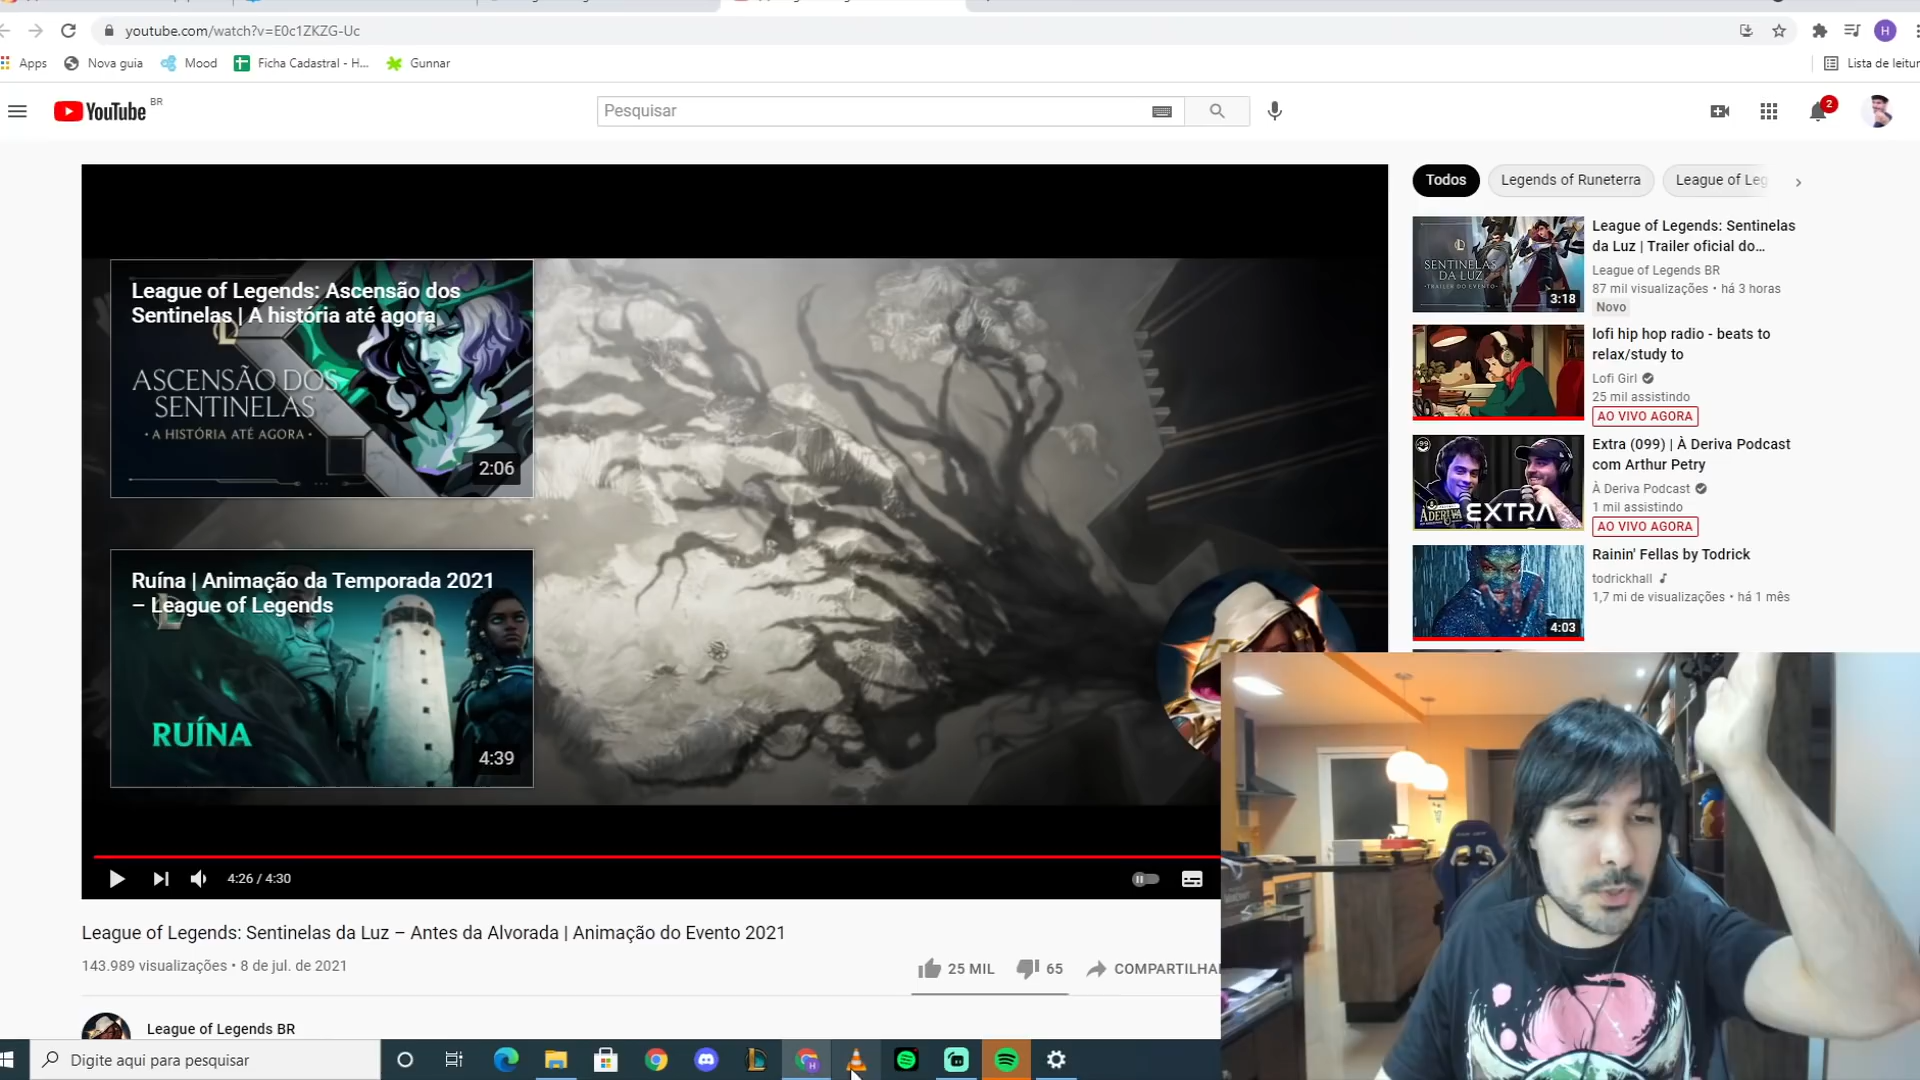 youtube.com/watch?v=E0c1ZKZG-Uc
Apps
Nova guia
Mood
Ficha Cadastral - H...
Gunnar
Lista de leitur
YouTube BR
Pesquisar
2
H
League of Legends: Ascensão dos
Sentinelas | A história até agora
ASCENSÃO DOS
SENTINELAS
• A HISTÓRIA ATÉ AGORA •
2:06
Ruína | Animação da Temporada 2021
– League of Legends
RUÍNA
4:39
4:26 / 4:30
League of Legends: Sentinelas da Luz – Antes da Alvorada | Animação do Evento 2021
143.989 visualizações • 8 de jul. de 2021
25 MIL
65
COMPARTILHA
League of Legends BR
Todos
Legends of Runeterra
League of Leg
SENTINELAS
DA LUZ
3:18
League of Legends: Sentinelas
da Luz | Trailer oficial do...
League of Legends BR
87 mil visualizações • há 3 horas
Novo
lofi hip hop radio - beats to
relax/study to
Lofi Girl
25 mil assistindo
AO VIVO AGORA
ÀDERIVA
EXTRA
Extra (099) | À Deriva Podcast
com Arthur Petry
À Deriva Podcast
1 mil assistindo
AO VIVO AGORA
4:03
Rainin' Fellas by Todrick
todrickhall
1,7 mi de visualizações • há 1 mês
Digite aqui para pesquisar